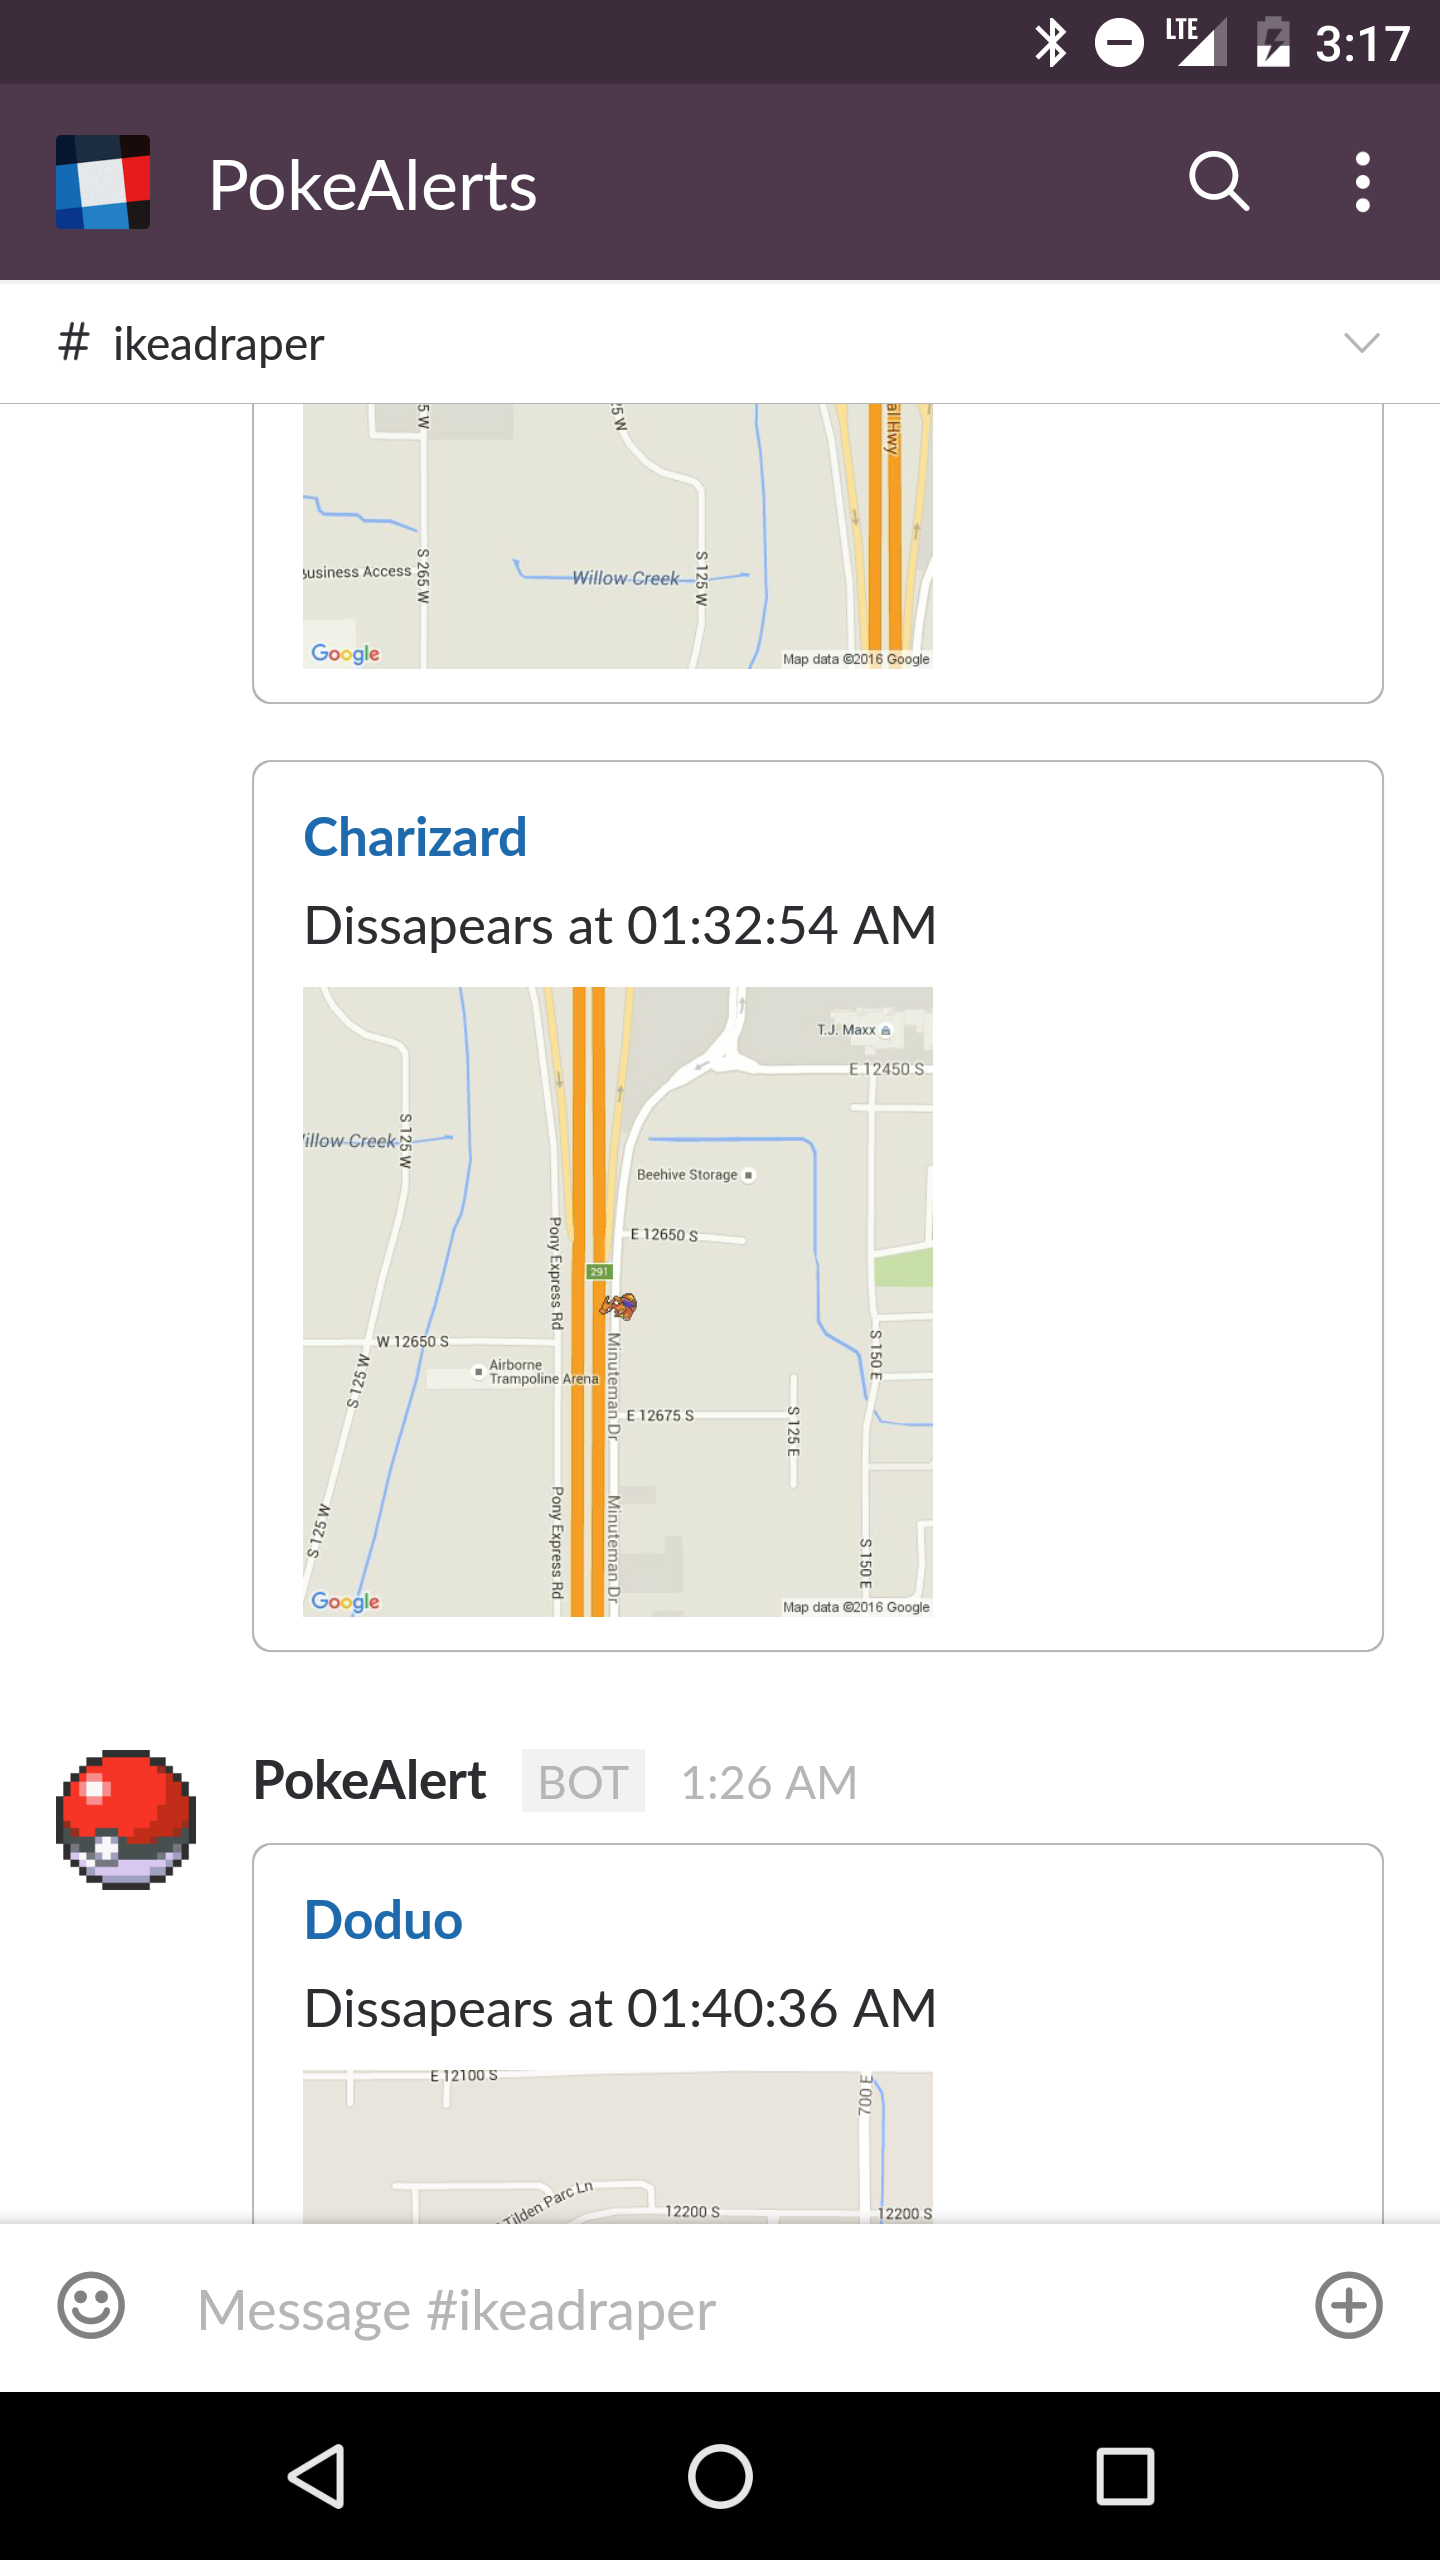 LTE 3:17
PokeAlerts
# ikeadraper
5 W
25 W
al Hwy
Business Access
S 265 W
Willow Creek
S 125 W
Google
Map data ©2016 Google
Charizard
Dissapears at 01:32:54 AM
T.J. Maxx
E 12450 S
illow Creek
S 125 W
Beehive Storage
E 12650 S
Pony Express Rd
291
W 12650 S
Minuteman Dr
S 150 E
S 125 W
Airborne
Trampoline Arena
E 12675 S
S 125 E
S 125 W
Pony Express Rd
Minuteman Dr
S 150 E
Google
Map data ©2016 Google
PokeAlert BOT 1:26 AM
Doduo
Dissapears at 01:40:36 AM
E 12100 S
700 E
Tilden Parc Ln
12200 S
12200 S
Message #ikeadraper